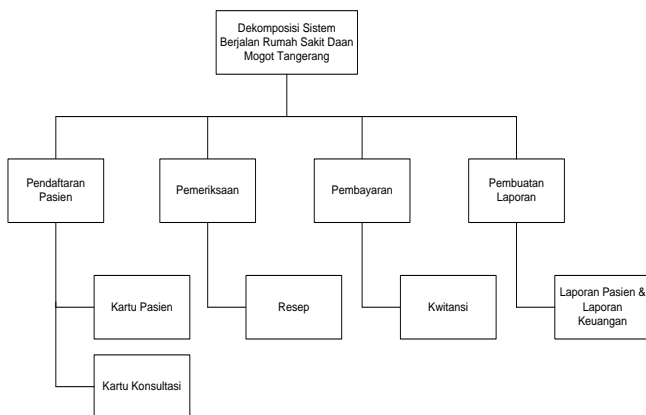 Dekomposisi Sistem
Berjalan Rumah Sakit Daan
Mogot Tangerang
Pendaftaran
Pasien
Pemeriksaan
Pembayaran
Pembuatan
Laporan
Kartu Pasien
Resep
Kwitansi
Laporan Pasien &
Laporan
Keuangan
Kartu Konsultasi